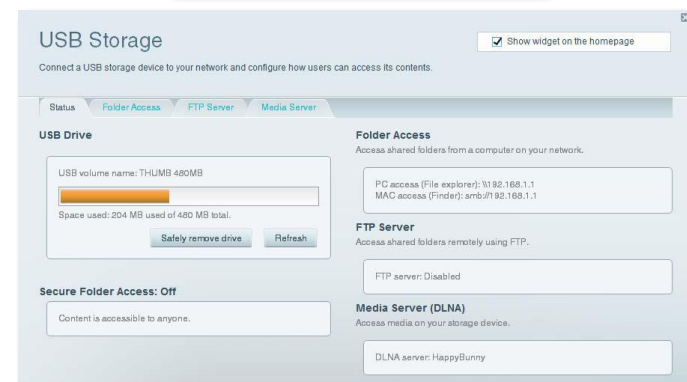 USB Storage
Show widget on the homepage
Connect a USB storage device to your network and configure how users can access its contents.
Status
Folder Access
FTP Server
Media Server
USB Drive
USB volume name: THUMB 480MB
Space used: 204 MB used of 480 MB total.
Safely remove drive
Refresh
Secure Folder Access: Off
Content is accessible to anyone.
Folder Access
Access shared folders from a computer on your network.
PC access (File explorer): \\192.168.1.1
MAC access (Finder): smb://192.168.1.1
FTP Server
Access shared folders remotely using FTP.
FTP server: Disabled
Media Server (DLNA)
Access media on your storage device.
DLNA server: HappyBunny